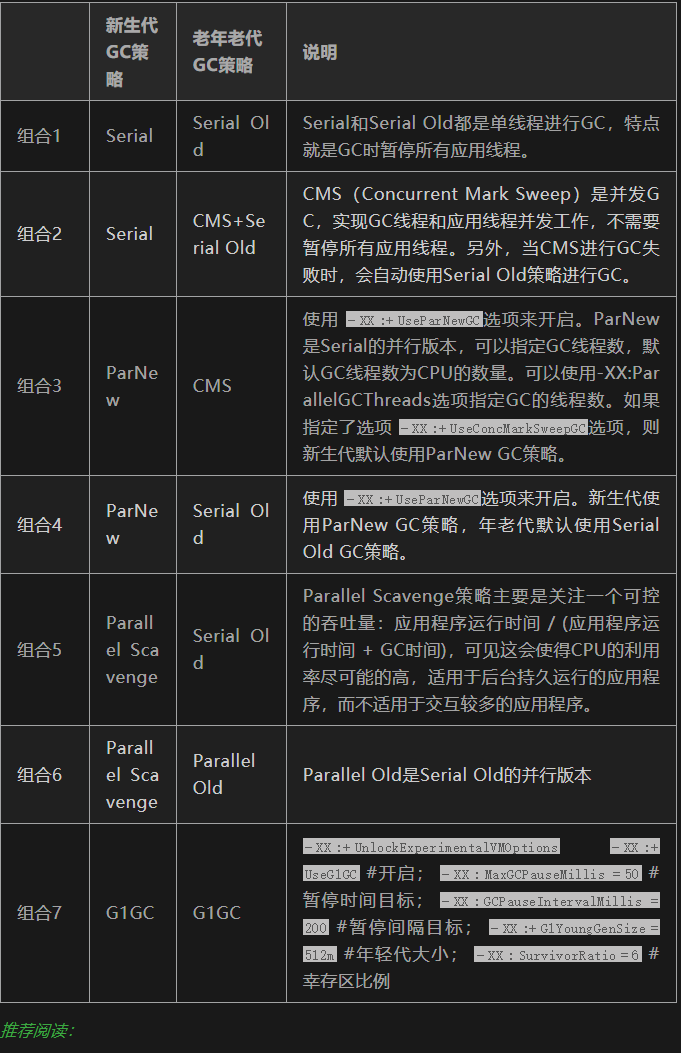 新生代
GC策
略
老年老代
GC策略
说明
组合1
Serial
Serial Ol
d
Serial和Serial Old都是单线程进行GC，特点
就是GC时暂停所有应用线程。
组合2
Serial
CMS+Se
rial Old
CMS（Concurrent Mark Sweep）是并发G
C，实现GC线程和应用线程并发工作，不需要
暂停所有应用线程。另外，当CMS进行GC失
败时，会自动使用Serial Old策略进行GC。
组合3
ParNe
w
CMS
使用 -XX:+UseParNewGC选项来开启。ParNew
是Serial的并行版本，可以指定GC线程数，默
认GC线程数为CPU的数量。可以使用-XX:Par
allelGCThreads选项指定GC的线程数。如果
指定了选项 -XX:+UseConcMarkSweepGC选项，则
新生代默认使用ParNew GC策略。
组合4
ParNe
w
Serial Ol
d
使用 -XX:+UseParNewGC选项来开启。新生代使
用ParNew GC策略，年老代默认使用Serial
Old GC策略。
组合5
Parall
el Sca
venge
Serial Ol
d
Parallel Scavenge策略主要是关注一个可控
的吞吐量：应用程序运行时间 / (应用程序运
行时间 + GC时间)，可见这会使得CPU的利用
率尽可能的高，适用于后台持久运行的应用程
序，而不适用于交互较多的应用程序。
组合6
Parall
el Sca
venge
Parallel
Old
Parallel Old是Serial Old的并行版本
组合7
G1GC
G1GC
-XX:+UnlockExperimentalVMOptions -XX:+
UseG1GC #开启； -XX:MaxGCPauseMillis=50 #
暂停时间目标； -XX:GCPauseIntervalMillis=
200 #暂停间隔目标； -XX:+G1YoungGenSize=
512m #年轻代大小； -XX:SurvivorRatio=6 #
幸存区比例
推荐阅读：